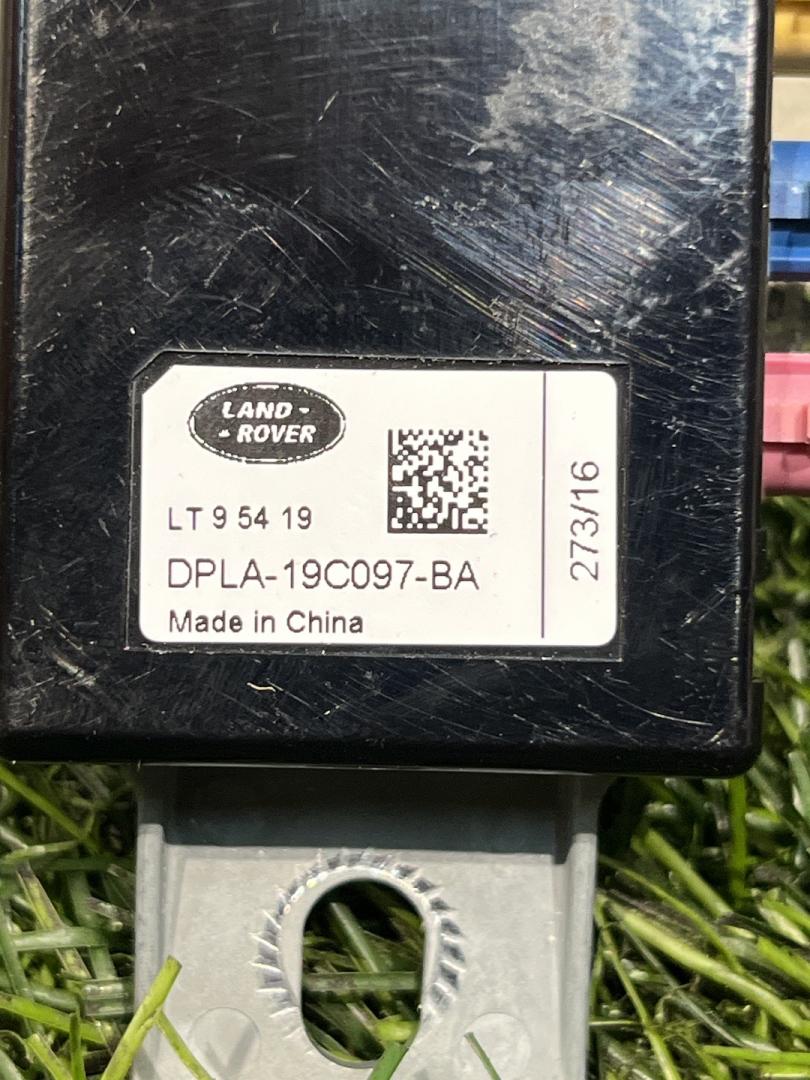 LAND -
- ROVER
LT 9 54 19
DPLA-19C097-BA
Made in China
273/16